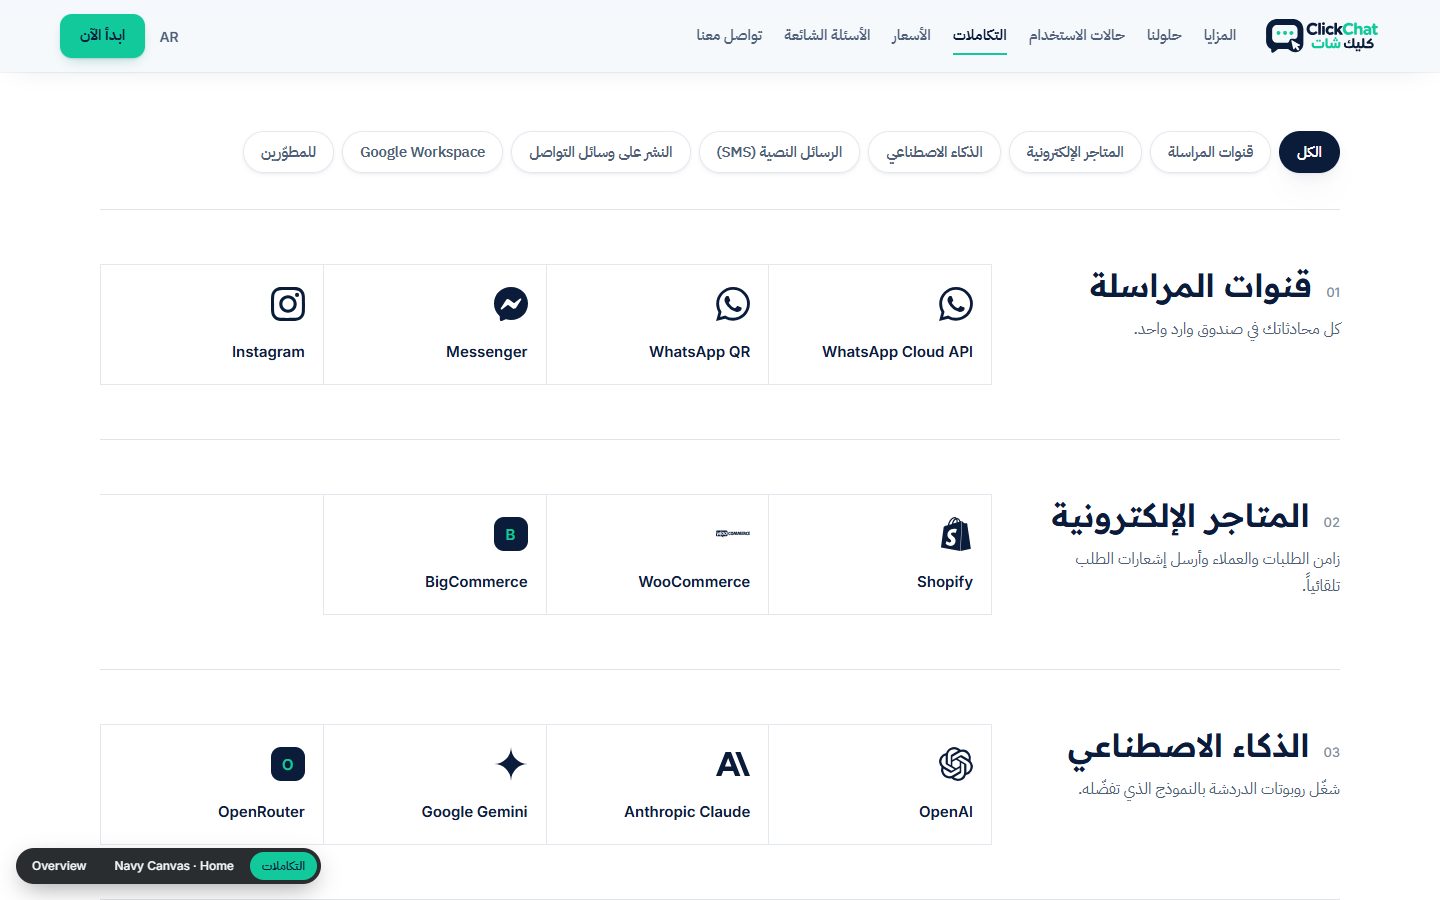 ClickChat
كليك شات
المزايا
حلولنا
حالات الاستخدام
التكاملات
الأسعار
الأسئلة الشائعة
تواصل معنا
AR
ابدأ الآن
الكل
قنوات المراسلة
المتاجر الإلكترونية
الذكاء الاصطناعي
الرسائل النصية (SMS)
النشر على وسائل التواصل
Google Workspace
للمطوّرين
01
قنوات المراسلة
كل محادثاتك في صندوق وارد واحد.
WhatsApp Cloud API
WhatsApp QR
Messenger
Instagram
02
المتاجر الإلكترونية
زامن الطلبات والعملاء وأرسل إشعارات الطلب
تلقائياً.
Shopify
WOO COMMERCE
WooCommerce
B
BigCommerce
03
الذكاء الاصطناعي
شغّل روبوتات الدردشة بالنموذج الذي تفضّله.
OpenAI
Anthropic Claude
Google Gemini
O
OpenRouter
Overview
Navy Canvas · Home
التكاملات